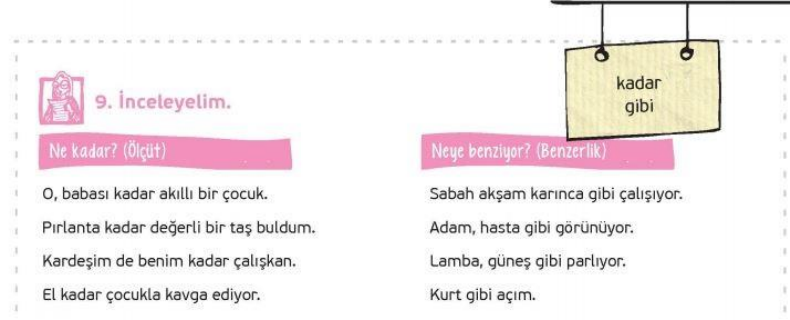 kadar
gibi
9. İnceleyelim.
Ne kadar? (Ölçüt)
O, babası kadar akıllı bir çocuk.
Pırlanta kadar değerli bir taş buldum.
Kardeşim de benim kadar çalışkan.
El kadar çocukla kavga ediyor.
Neye benziyor? (Benzerlik)
Sabah akşam karınca gibi çalışıyor.
Adam, hasta gibi görünüyor.
Lamba, güneş gibi parlıyor.
Kurt gibi açım.